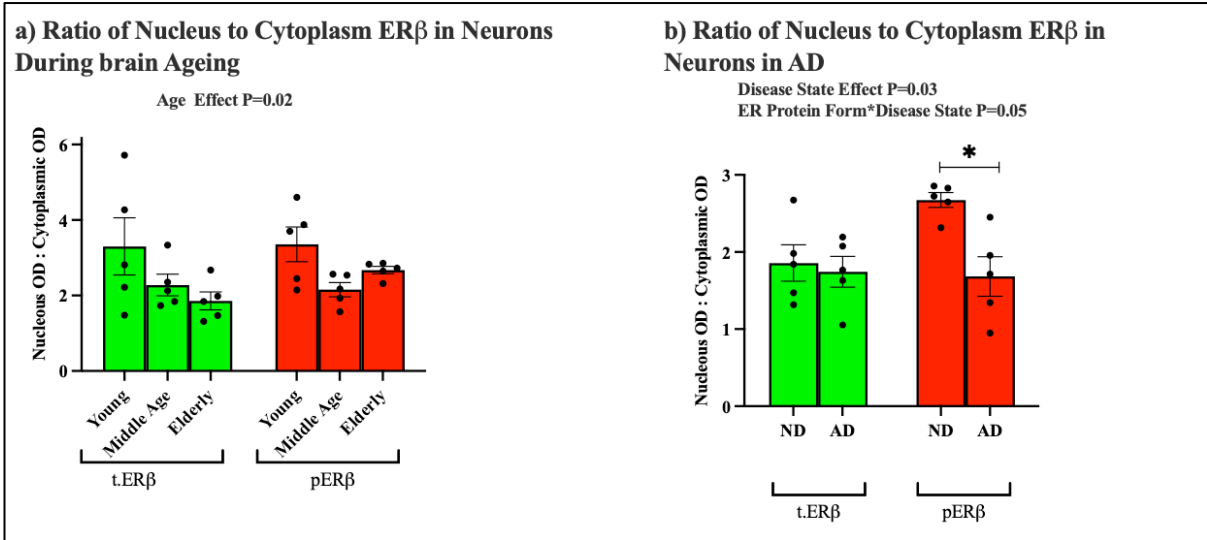 a) Ratio of Nucleus to Cytoplasm ERβ in Neurons
During brain Ageing
Age Effect P=0.02
Nucleous OD : Cytoplasmic OD
6
4
2
0
Young
Middle Age
Elderly
Young
Middle Age
Elderly
t.ERβ
pERβ
b) Ratio of Nucleus to Cytoplasm ERβ in
Neurons in AD
Disease State Effect P=0.03
ER Protein Form*Disease State P=0.05
*
Nucleous OD : Cytoplasmic OD
3
2
1
0
ND
AD
ND
AD
t.ERβ
pERβ